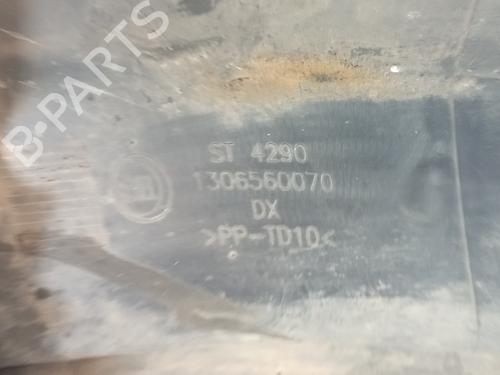 B-PARTS
ST 4290
1306560070
DX
>PP-TD10<